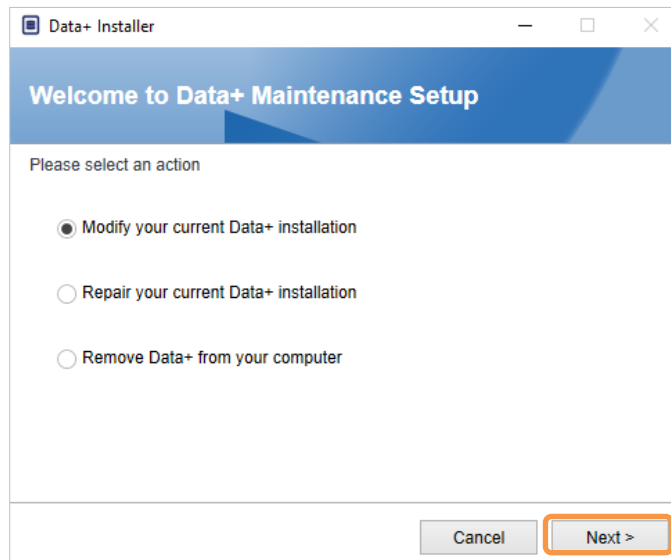 Data+ Installer
Welcome to Data+ Maintenance Setup
Please select an action
Modify your current Data+ installation
Repair your current Data+ installation
Remove Data+ from your computer
Cancel
Next >